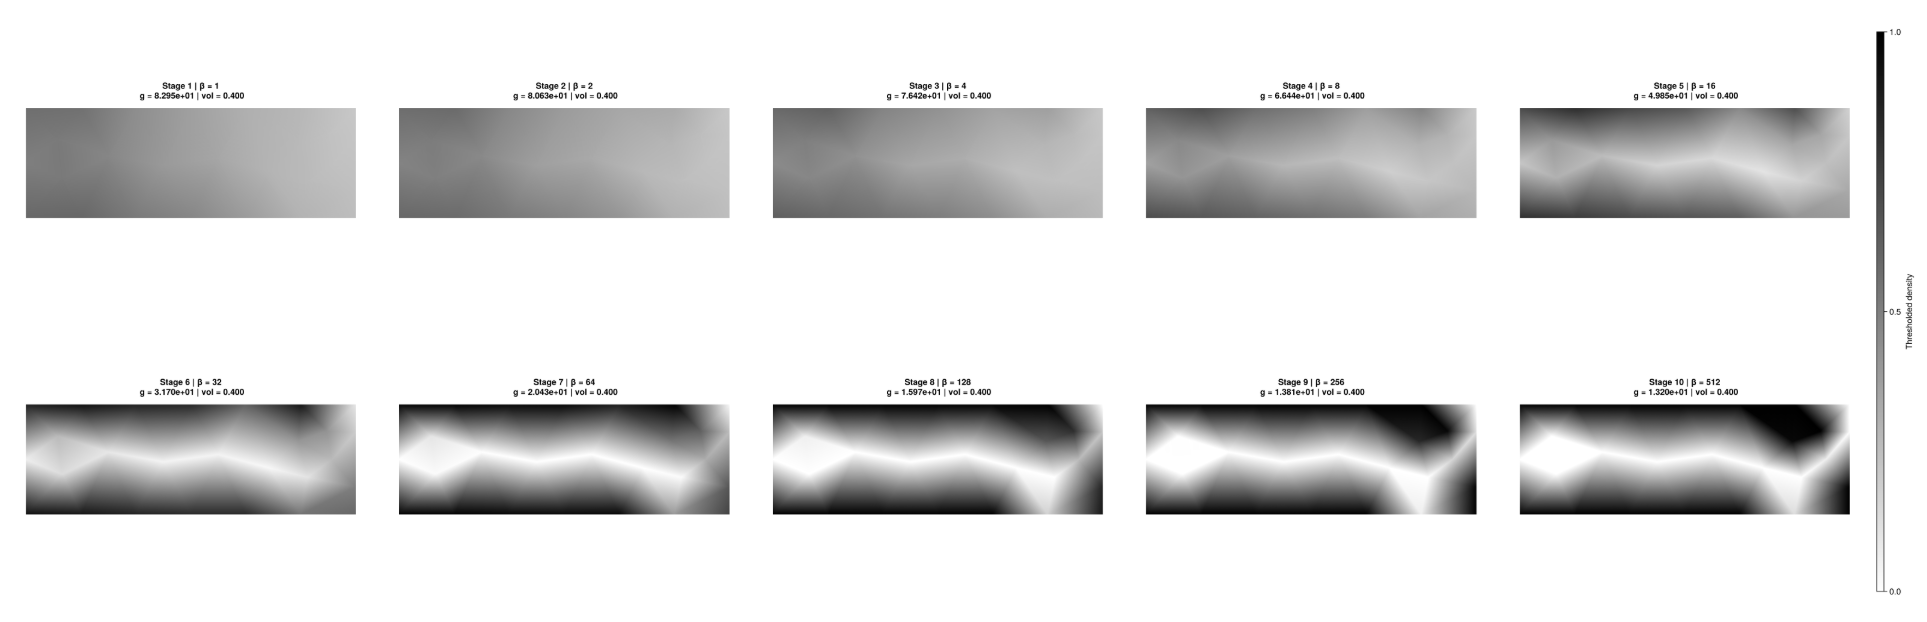 Stage 1 | β = 1
g = 8.295e+01 | vol = 0.400
Stage 2 | β = 2
g = 8.063e+01 | vol = 0.400
Stage 3 | β = 4
g = 7.642e+01 | vol = 0.400
Stage 4 | β = 8
g = 6.644e+01 | vol = 0.400
Stage 5 | β = 16
g = 4.985e+01 | vol = 0.400
Stage 6 | β = 32
g = 3.170e+01 | vol = 0.400
Stage 7 | β = 64
g = 2.043e+01 | vol = 0.400
Stage 8 | β = 128
g = 1.597e+01 | vol = 0.400
Stage 9 | β = 256
g = 1.381e+01 | vol = 0.400
Stage 10 | β = 512
g = 1.320e+01 | vol = 0.400
1.0
0.5
0.0
Thresholded density